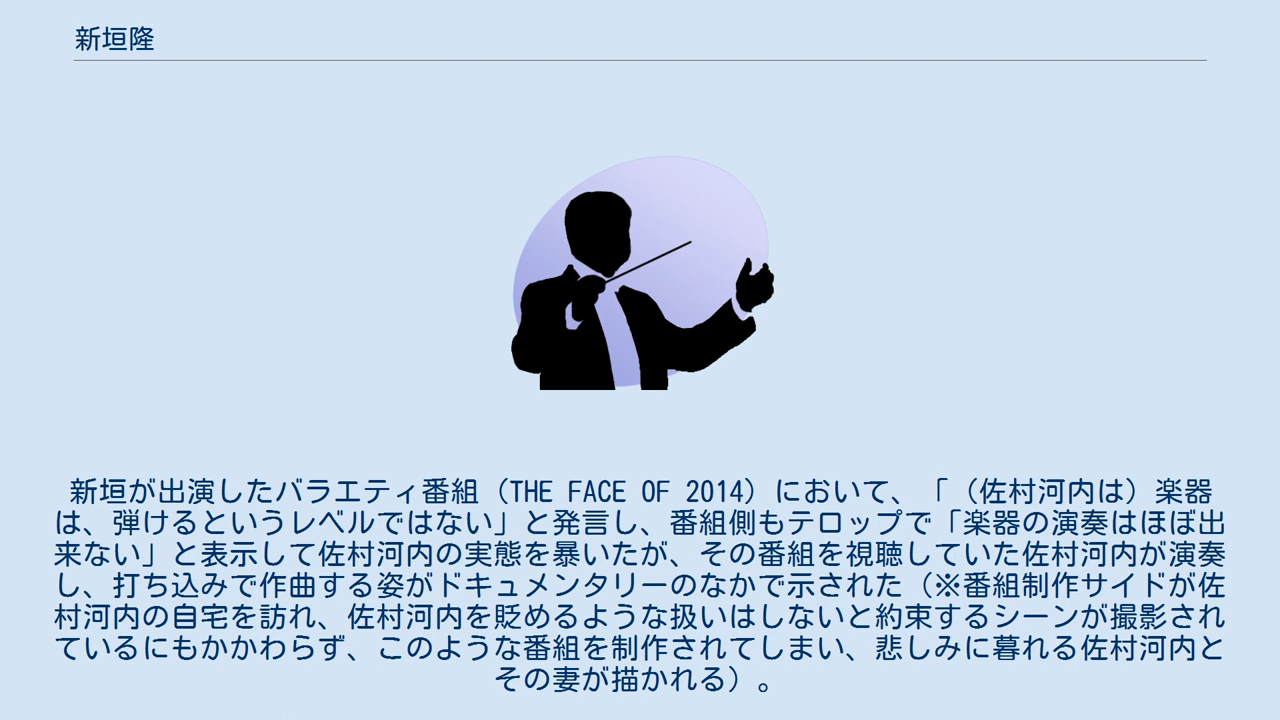 新垣隆
新垣が出演したバラエティ番組（THE FACE OF 2014）において、「（佐村河内は）楽器
は、弾けるというレベルではない」と発言し、番組側もテロップで「楽器の演奏はほぼ出
来ない」と表示して佐村河内の実態を暴いたが、その番組を視聴していた佐村河内が演奏
し、打ち込みで作曲する姿がドキュメンタリーのなかで示された（※番組制作サイドが佐
村河内の自宅を訪れ、佐村河内を貶めるような扱いはしないと約束するシーンが撮影され
ているにもかかわらず、このような番組を制作されてしまい、悲しみに暮れる佐村河内と
その妻が描かれる）。